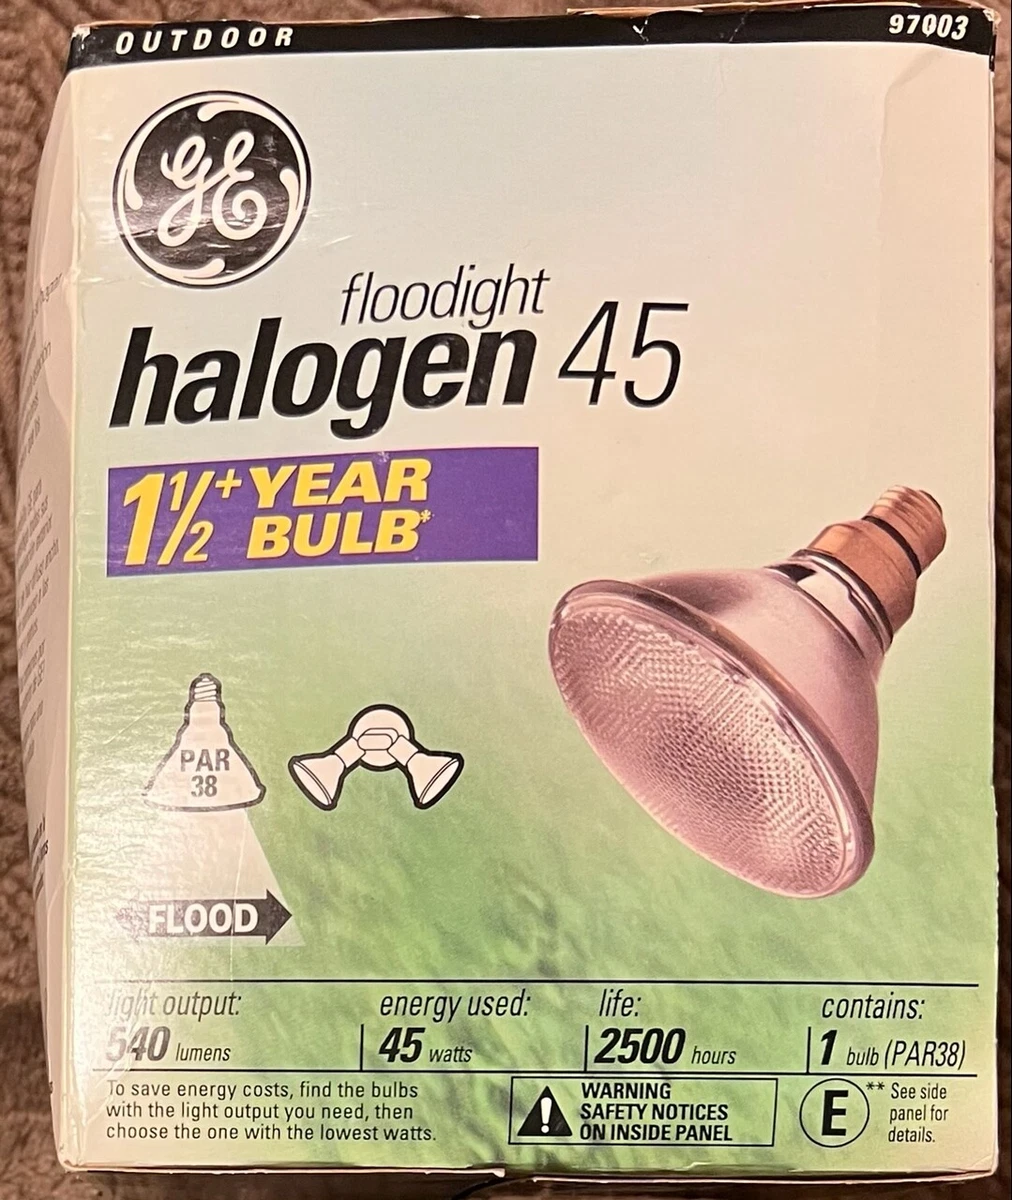 OUTDOOR 97003
GE
floodight
halogen 45
1½+ YEAR
BULB*
PAR
38
FLOOD
light output: energy used: life: contains:
540 lumens 45 watts 2500 hours 1 bulb (PAR38)
To save energy costs, find the bulbs
with the light output you need, then
choose the one with the lowest watts.
WARNING
SAFETY NOTICES
ON INSIDE PANEL
E
** See side
panel for
details.